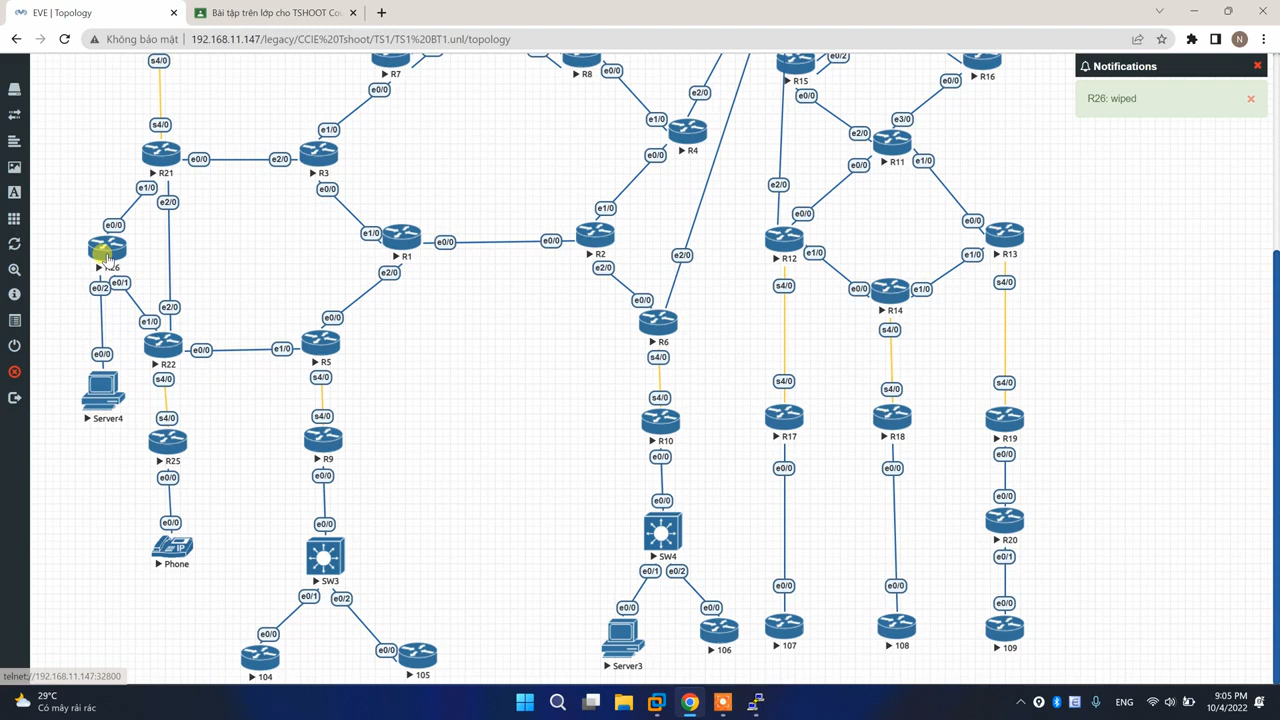 EVE | Topology
Bài tập trên lớp cho TSHOOT Cou
Không bảo mật
192.168.11.147/legacy/CCIE%20Tshoot/TS1/TS1%20BT1.unl/topology
N
Notifications
R26: wiped
s4/0
R7
e0/0
R8
e0/0
e2/0
e1/0
R4
e0/0
e0/2
R15
e0/0
R16
e3/0
e2/0
R11
e0/0
e1/0
s4/0
R21
e0/0
e2/0
e1/0
R3
e0/0
e1/0
e2/0
e0/0
R26
e0/2
e0/1
e1/0
R1
e0/0
e2/0
e0/0
e1/0
R2
e2/0
e0/0
e2/0
e2/0
e0/0
R12
e1/0
s4/0
e0/0
R14
e1/0
s4/0
e0/0
R13
e1/0
s4/0
e2/0
e1/0
R22
e0/0
s4/0
e0/0
Server4
e0/0
e1/0
R5
s4/0
R6
s4/0
s4/0
R25
e0/0
e0/0
IP
Phone
s4/0
R9
e0/0
e0/0
SW3
e0/1
e0/2
e0/0
104
e0/0
105
s4/0
R10
e0/0
e0/0
SW4
e0/1
e0/2
e0/0
Server3
e0/0
106
s4/0
R17
e0/0
e0/0
107
s4/0
R18
e0/0
e0/0
108
s4/0
R19
e0/0
e0/0
R20
e0/1
e0/0
109
telnet://192.168.11.147:32800
29°C
Có mây rải rác
ENG
9:05 PM
10/4/2022